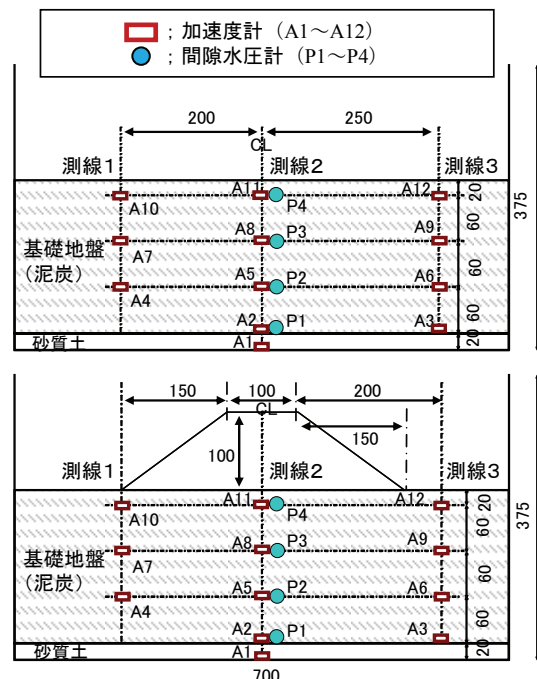 ; 加速度計（A1～A12）
; 間隙水圧計（P1～P4）
200 250
CL
測線1 測線2 測線3
A11 A12 20
A10 P4
60
A8 P3 A9
基礎地盤 A7
（泥炭） 60
A5 P2 A6
A4
60
A2 P1 A3
砂質土 A1 20
375
150 100 200
CL
150
100
測線1 測線2 測線3
A11 A12 20
A10 P4
60
A8 P3 A9
基礎地盤 A7
（泥炭） 60
A5 P2 A6
A4
60
A2 P1 A3
砂質土 A1 20
375
700